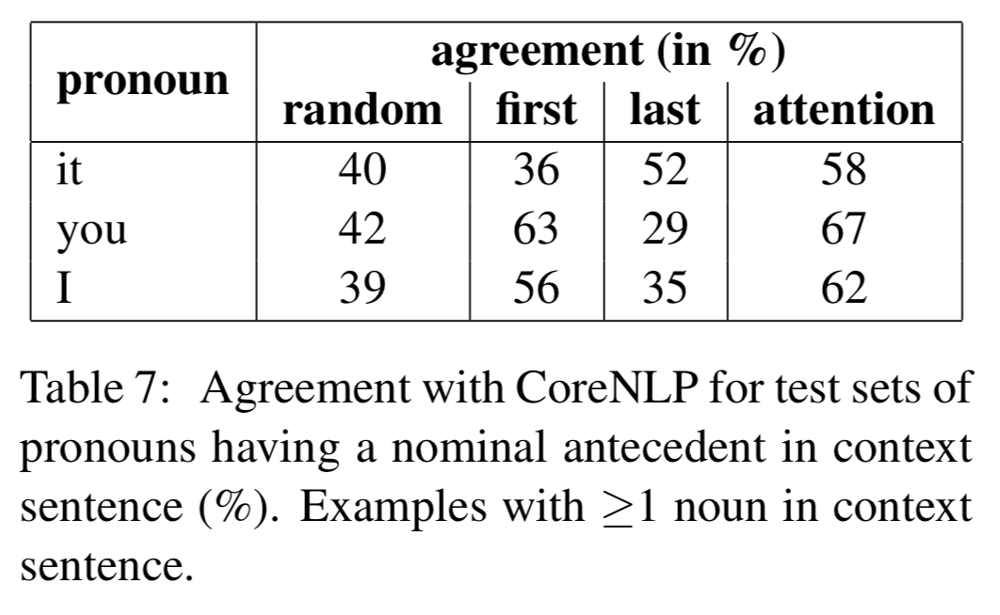 pronoun agreement (in %)
random first last attention
it 40 36 52 58
you 42 63 29 67
I 39 56 35 62
Table 7: Agreement with CoreNLP for test sets of
pronouns having a nominal antecedent in context
sentence (%). Examples with ≥1 noun in context
sentence.